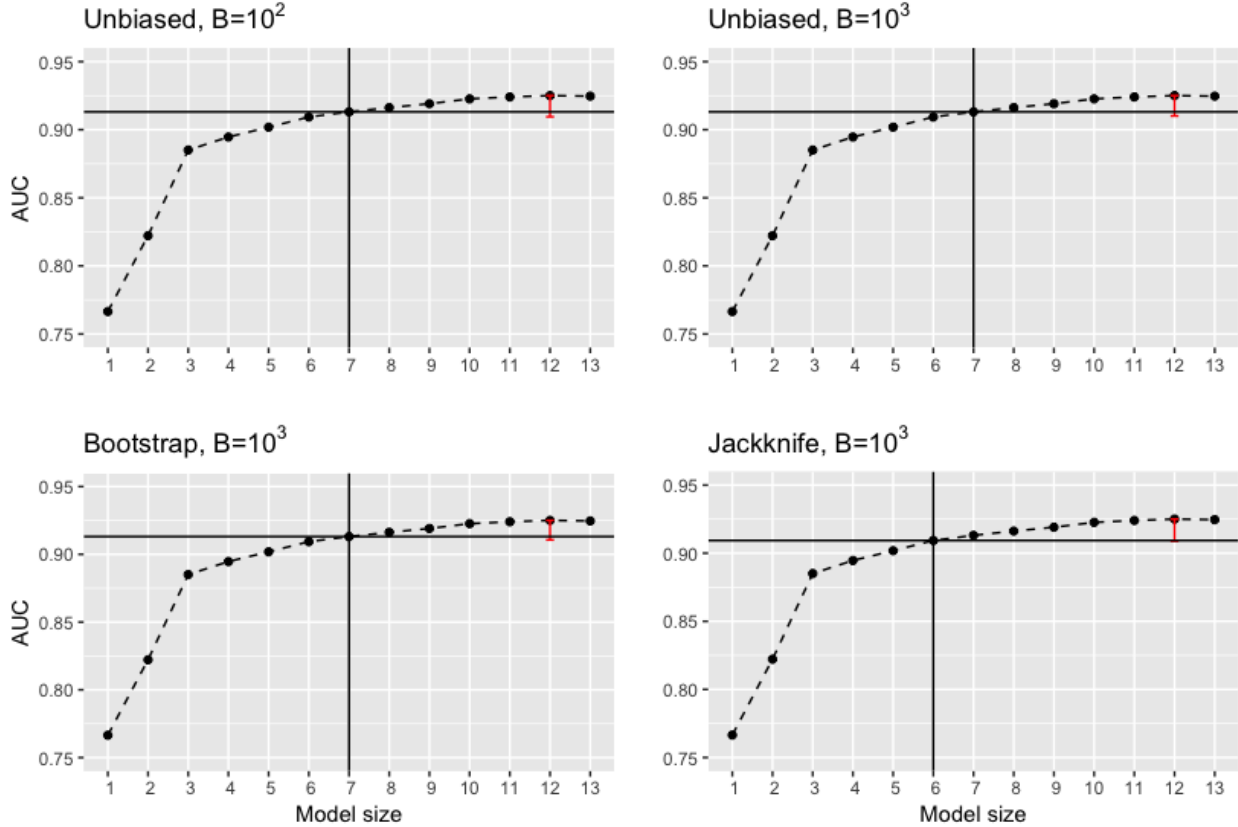 Unbiased, B=10²
AUC
0.95
0.90
0.85
0.80
0.75
1 2 3 4 5 6 7 8 9 10 11 12 13
Unbiased, B=10³
0.95
0.90
0.85
0.80
0.75
1 2 3 4 5 6 7 8 9 10 11 12 13
Bootstrap, B=10³
AUC
0.95
0.90
0.85
0.80
0.75
1 2 3 4 5 6 7 8 9 10 11 12 13
Model size
Jackknife, B=10³
0.95
0.90
0.85
0.80
0.75
1 2 3 4 5 6 7 8 9 10 11 12 13
Model size